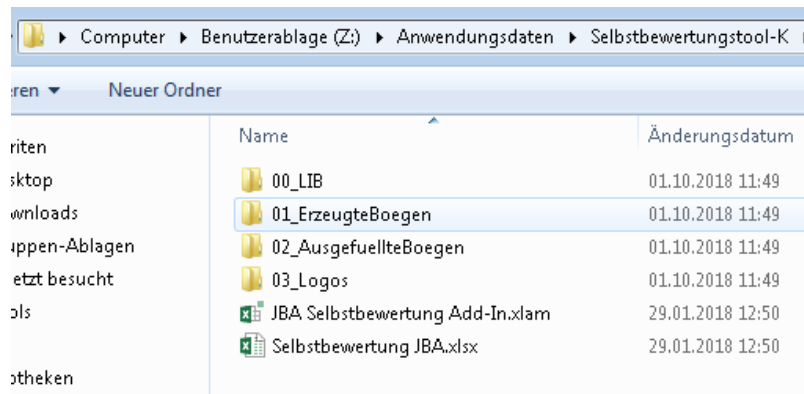 Computer ▸ Benutzerablage (Z:) ▸ Anwendungsdaten ▸ Selbstbewertungstool-K
ren Neuer Ordner
Name Änderungsdatum
riten
sktop
wnloads
uppen-Ablagen
etzt besucht
ols
otheken
00_LIB 01.10.2018 11:49
01_ErzeugteBoegen 01.10.2018 11:49
02_AusgefuellteBoegen 01.10.2018 11:49
03_Logos 01.10.2018 11:49
JBA Selbstbewertung Add-In.xlam 29.01.2018 12:50
Selbstbewertung JBA.xlsx 29.01.2018 12:50